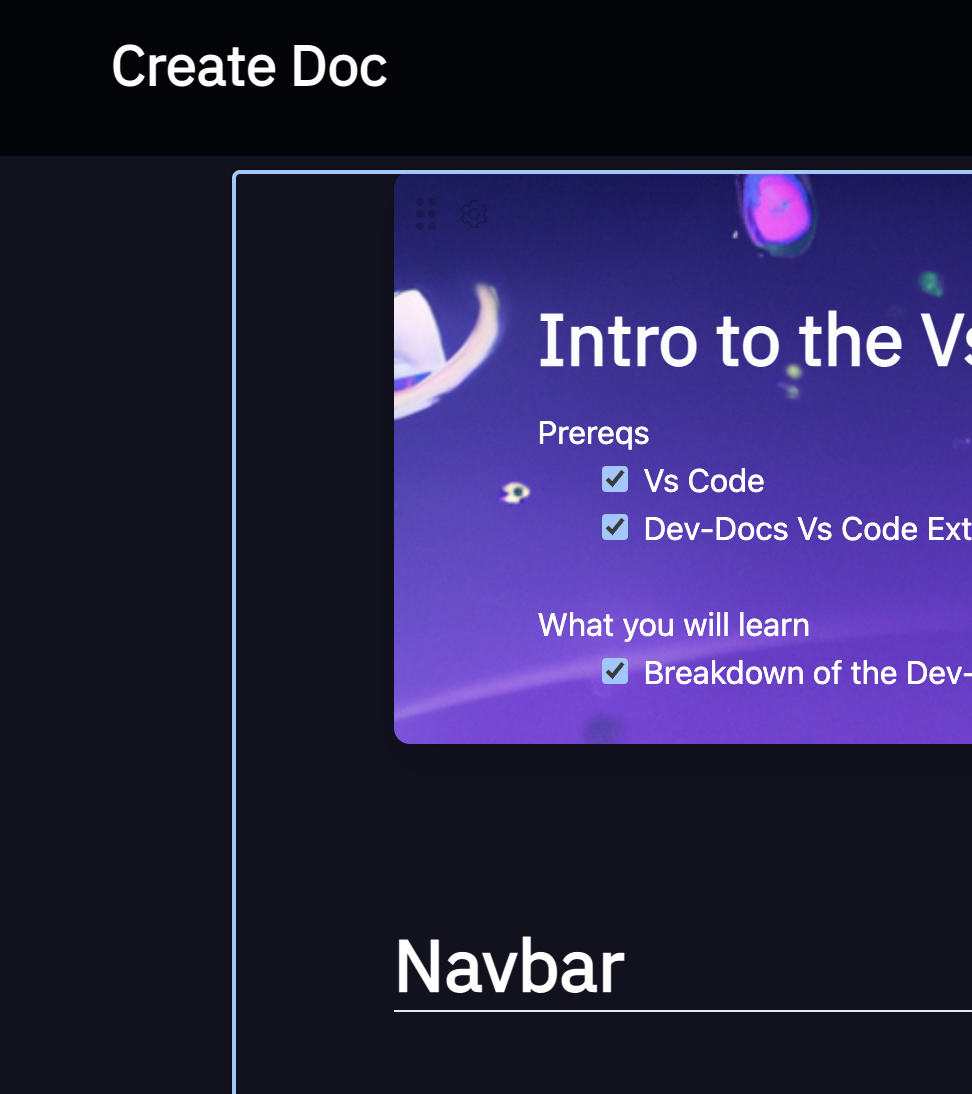 Create Doc
Intro to the Vs
Prereqs
Vs Code
Dev-Docs Vs Code Ext
What you will learn
Breakdown of the Dev-
Navbar